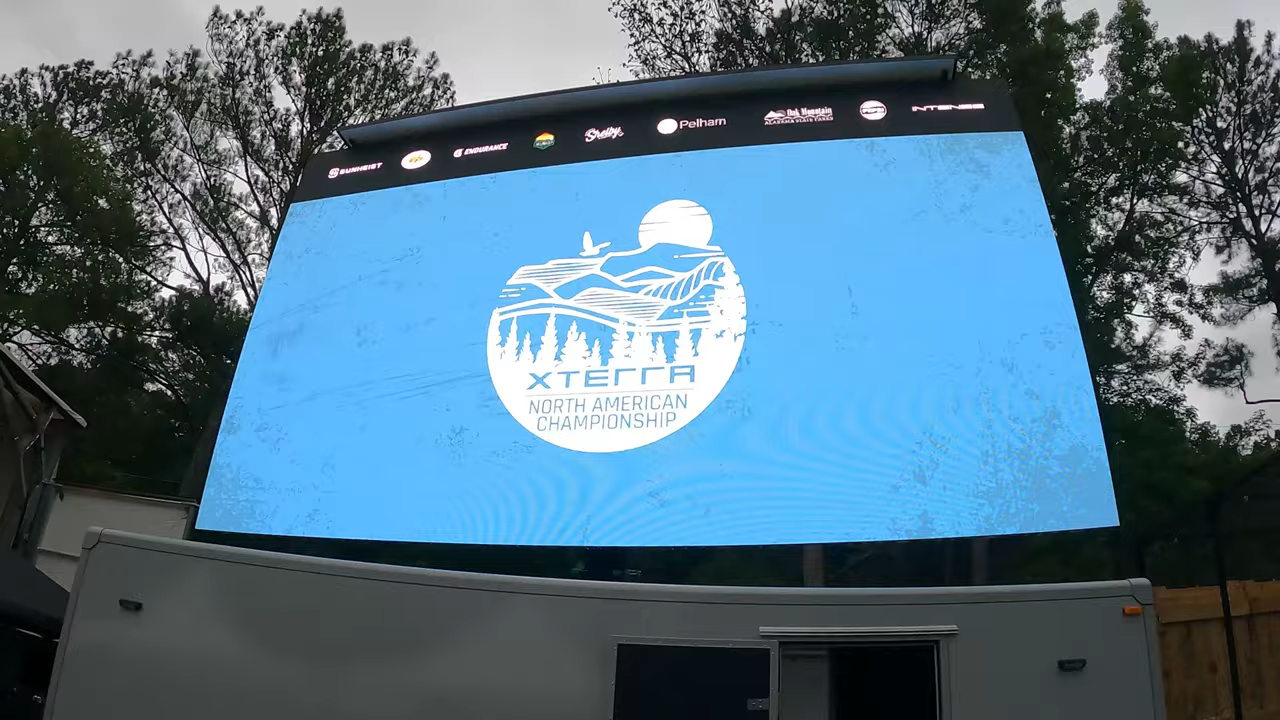 SUNHEIST
ENDURANCE
Shelby
Pelham
Oak Mountain
ALABAMA STATE PARKS
INTENSE
XTERRA
NORTH AMERICAN
CHAMPIONSHIP